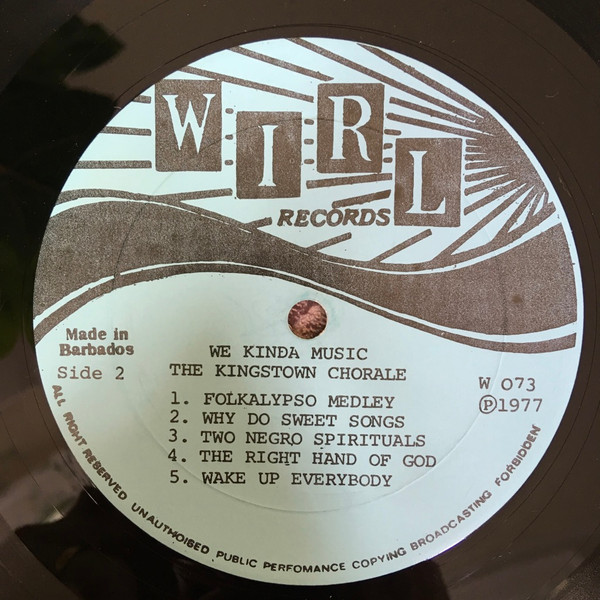 WIRL
RECORDS
Made in
Barbados
Side 2
WE KINDA MUSIC
THE KINGSTOWN CHORALE
W 073
Ⓟ1977
1. FOLKALYPSO MEDLEY
2. WHY DO SWEET SONGS
3. TWO NEGRO SPIRITUALS
4. THE RIGHT HAND OF GOD
5. WAKE UP EVERYBODY
ALL RIGHT RESERVED UNAUTHOISED PUBLIC PERFOMANCE COPYING BROADCASTING FORBIDDEN